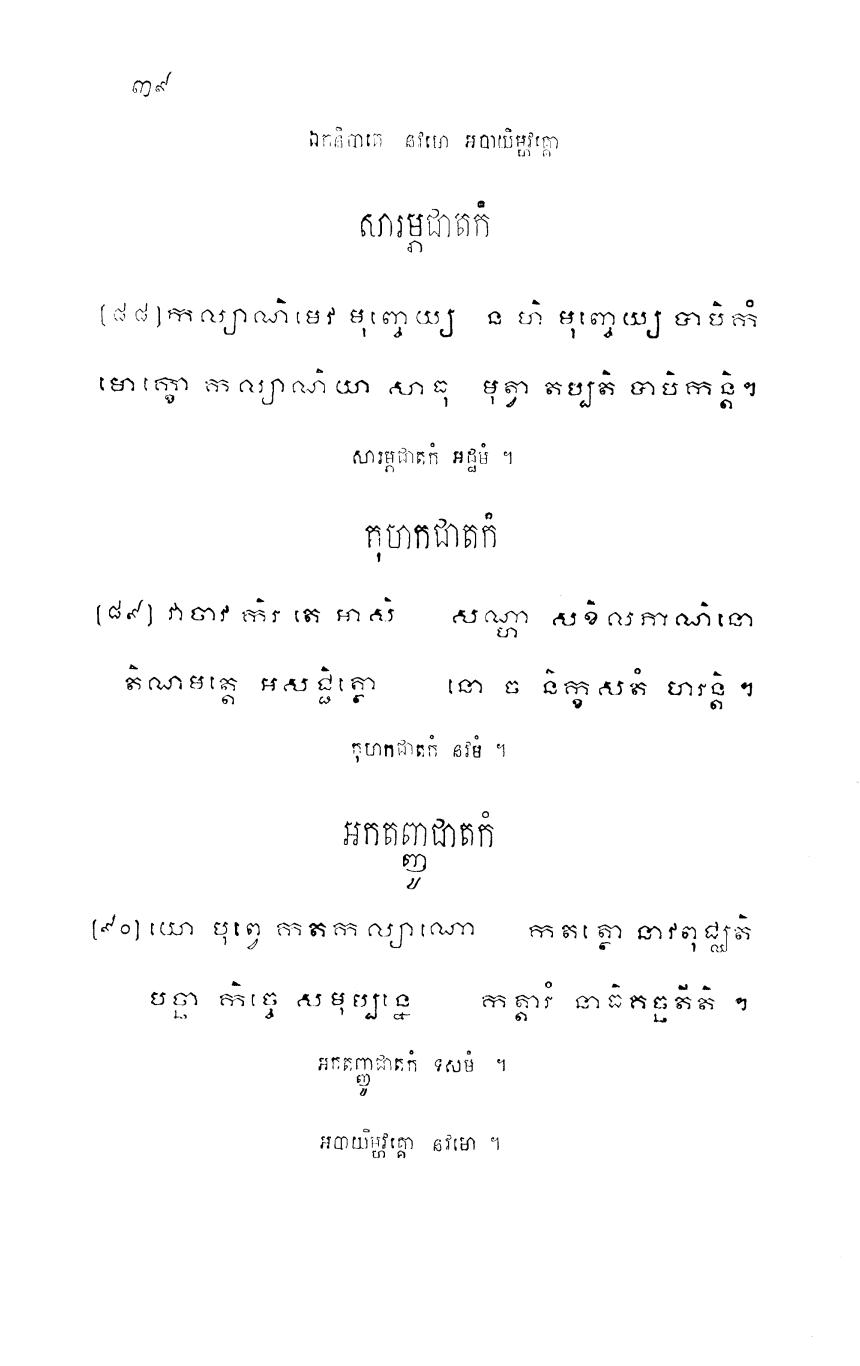 ៣៩
ឯកនិបាតេ នវមេ អបាយិម្ហវគ្គោ
សារម្ភជាតកំ
[៨៨] កល្យាណិមេវ មុញ្ចេយ្យ ន ហិ មុញ្ចេយ្យ បាបិកំ
មោក្ខោ កល្យាណិយា សាធុ មុត្វា តប្បតិ បាបិកន្តិ។
សារម្ភជាតកំ អដ្ឋមំ ។
កុហកជាតកំ
[៨៩] វាចាវ កិរ តេ អាសិ សណ្ហា សខិលភាណិនោ
តិណមត្តេ អសជ្ជិត្ថោ នោ ច និក្ខសតំ ហរន្តិ ។
កុហកជាតកំ នវមំ ។
អកតញ្ញូជាតកំ
[៩០] យោ បុព្វេ កតកល្យាណោ កតត្ថោ នាវពុជ្ឈតិ
បច្ឆា កិច្ចេ សមុប្បន្នេ កត្តារំ នាធិគច្ឆតីតិ ។
អកតញ្ញូជាតកំ ទសមំ ។
អបាយិម្ហវគ្គោ នវមោ ។